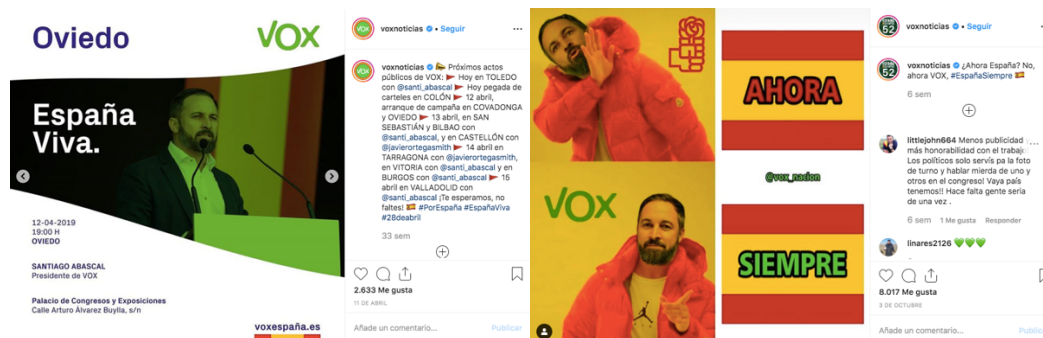 Oviedo
VOX
España
Viva.
12-04-2019
19:00 H
OVIEDO
SANTIAGO ABASCAL
Presidente de VOX
Palacio de Congresos y Exposiciones
Calle Arturo Álvarez Buylla, s/n
voxespaña.es
VOX
voxnoticias • Seguir
VOX
voxnoticias Próximos actos
públicos de VOX: Hoy en TOLEDO
con @santi_abascal Hoy pegada de
carteles en COLÓN 12 abril,
arranque de campaña en COVADONGA
y OVIEDO 13 abril, en SAN
SEBASTIÁN y BILBAO con
@santi_abascal, y en CASTELLÓN con
@javierortegasmith, 14 abril en
TARRAGONA con @javierortegasmith,
en VITORIA con @santi_abascal y en
BURGOS con @santi_abascal 15
abril en VALLADOLID con
@santi_abascal ¡Te esperamos, no
faltes! #PorEspaña #EspañaViva
#28deabril
33 sem
2.633 Me gusta
11 DE ABRIL
Añade un comentario... Publicar
AHORA
@vox_nacion
VOX
SIEMPRE
52
voxnoticias • Seguir
52
voxnoticias ¿Ahora España? No,
ahora VOX, #EspañaSiempre
6 sem
littlejohn664 Menos publicidad y
más honorabilidad con el trabajo
Los políticos solo servís pa la foto
de turno y hablar mierda de uno y
otros en el congreso! Vaya país
tenemos!! Hace falta gente seria
de una vez .
6 sem 1 Me gusta Responder
linares2126
8.017 Me gusta
3 DE OCTUBRE
Añade un comentario...